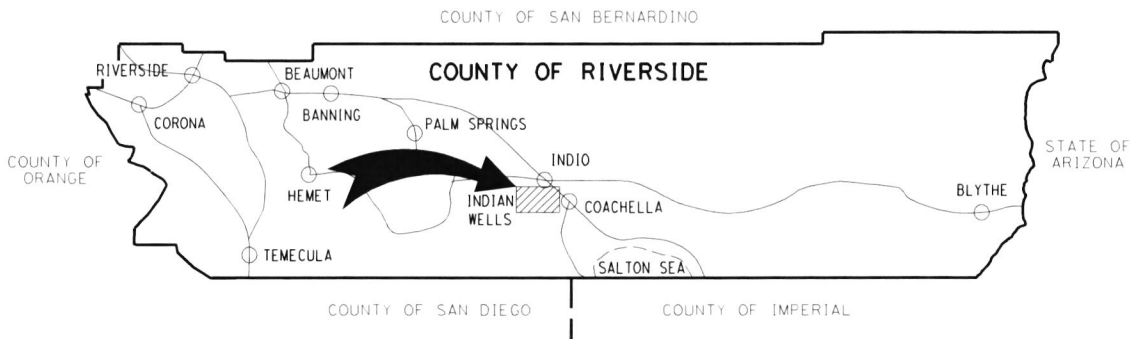 COUNTY OF SAN BERNARDINO
COUNTY OF RIVERSIDE
RIVERSIDE
BEAUMONT
BANNING
CORONA
PALM SPRINGS
COUNTY OF
ORANGE
STATE OF
ARIZONA
INDIO
HEMET
INDIAN
WELLS
COACHELLA
BLYTHE
TEMECULA
SALTON SEA
COUNTY OF SAN DIEGO
COUNTY OF IMPERIAL